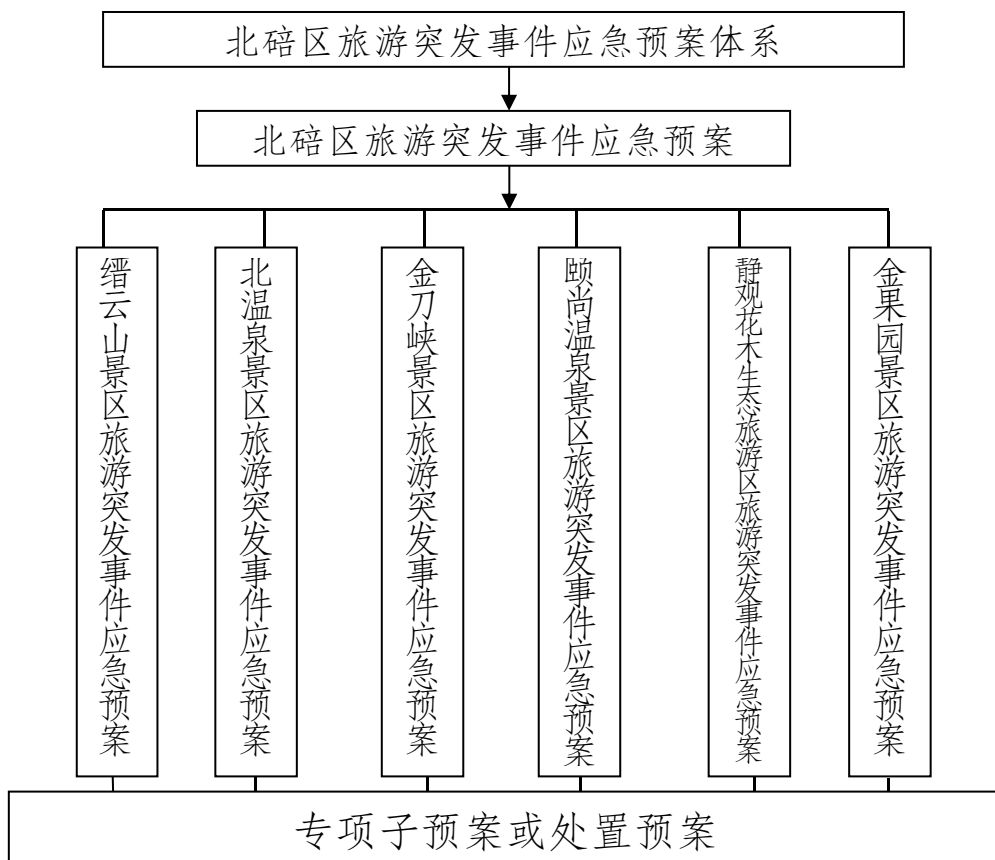 北碚区旅游突发事件应急预案体系
北碚区旅游突发事件应急预案
缙云山景区旅游突发事件应急预案
北温泉景区旅游突发事件应急预案
金刀峡景区旅游突发事件应急预案
颐尚温泉景区旅游突发事件应急预案
静观花木生态旅游区旅游突发事件应急预案
金果园景区旅游突发事件应急预案
专项子预案或处置预案